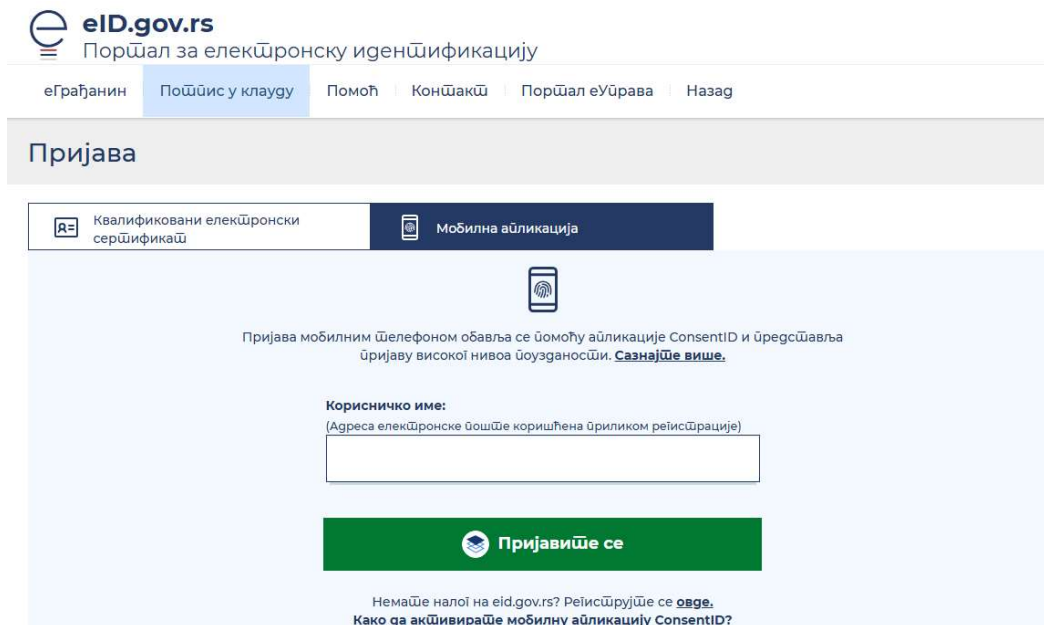 eID.gov.rs
Портал за електронску идентификацију
еГрађанин
Потпис у клауду
Помоћ
Контакт
Портал еУправа
Назад
Пријава
Квалификовани електронски
сертификат
Мобилна апликација
Пријава мобилним телефоном обавља се помоћу апликације ConsentID и представља
пријаву високог нивоа поузданости. Сазнајте више.
Корисничко име:
(Адреса електронске поште коришћена приликом регистрације)
Пријавите се
Немате налог на eid.gov.rs? Региструјте се овде.
Како да активирате мобилну апликацију ConsentID?